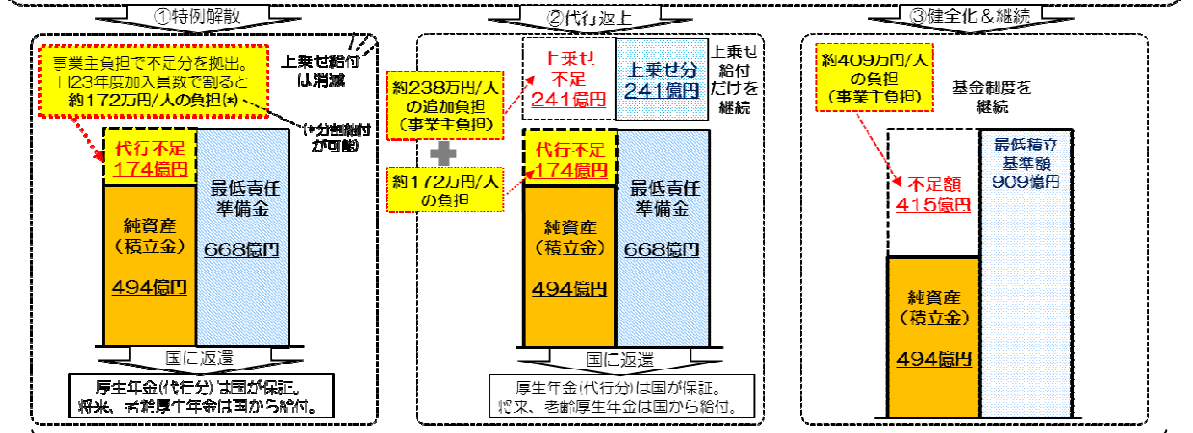 ①特例解散
事業主負担で不足分を拠出。
H23年度加入員数で割ると
約172万円/人の負担(*)
上乗せ給付
は消滅
(*分割納付
が可能)
代行不足
174億円
純資産
(積立金)
494億円
最低責任
準備金
668億円
国に返還
厚生年金(代行分)は国が保証。
将来、老齢厚生年金は国から給付。
②代行返上
約238万円/人
の追加負担
(事業主負担)
上乗せ
不足
241億円
上乗せ分
241億円
上乗せ
給付
だけを
継続
約172万円/人
の負担
代行不足
174億円
純資産
(積立金)
494億円
最低責任
準備金
668億円
国に返還
厚生年金(代行分)は国が保証。
将来、老齢厚生年金は国から給付。
③健全化&継続
約409万円/人
の負担
(事業主負担)
基金制度を
継続
不足額
415億円
最低積立
基準額
909億円
純資産
(積立金)
494億円